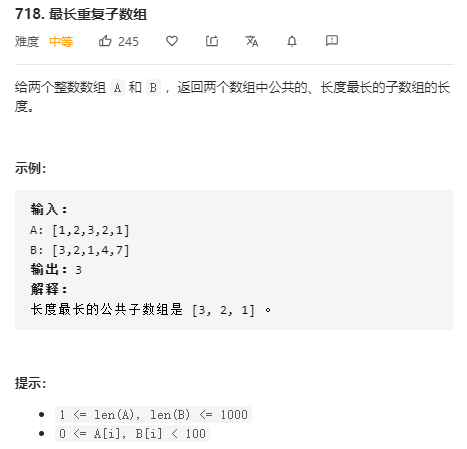 718. 最长重复子数组
难度 中等 245
给两个整数数组 A 和 B ，返回两个数组中公共的、长度最长的子数组的长
度。
示例：
输入：
A: [1,2,3,2,1]
B: [3,2,1,4,7]
输出：3
解释：
长度最长的公共子数组是 [3, 2, 1] 。
提示：
1 <= len(A), len(B) <= 1000
0 <= A[i], B[i] < 100